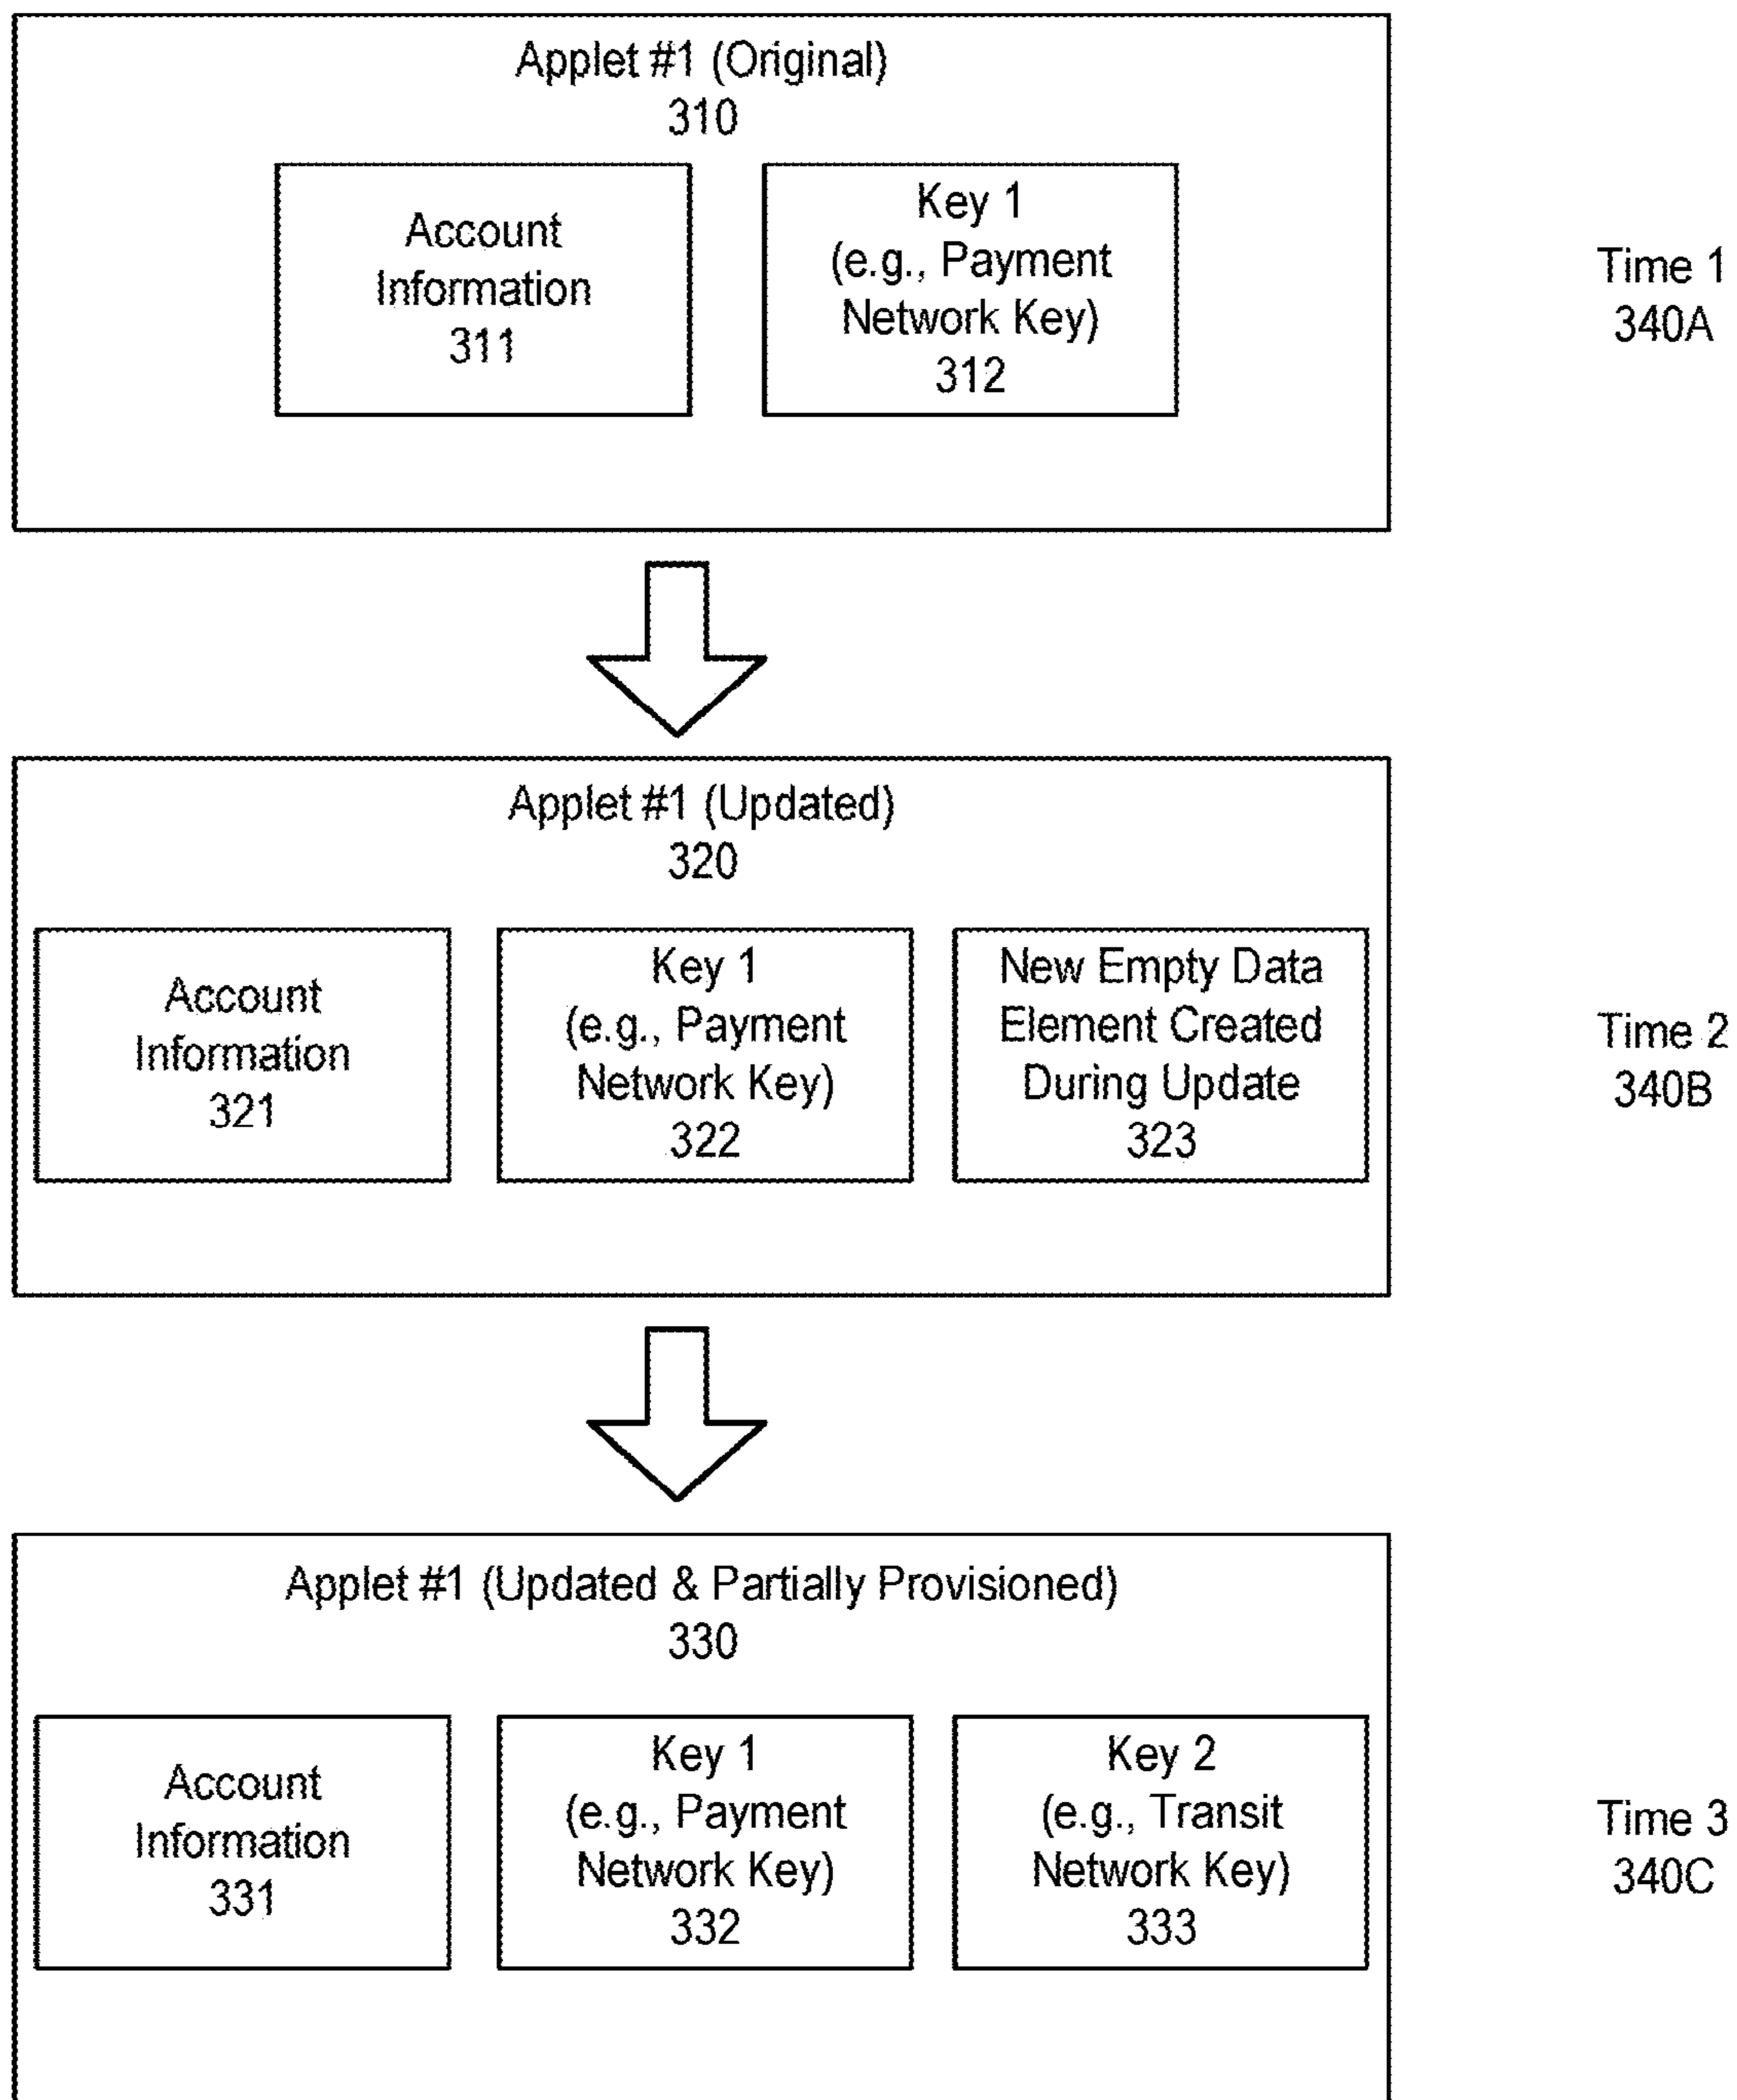 Applet #1 (Original)
310
Account
Information
311
Key 1
(e.g., Payment
Network Key)
312
Time 1
340A
Applet #1 (Updated)
320
Account
Information
321
Key 1
(e.g., Payment
Network Key)
322
New Empty Data
Element Created
During Update
323
Time 2
340B
Applet #1 (Updated & Partially Provisioned)
330
Account
Information
331
Key 1
(e.g., Payment
Network Key)
332
Key 2
(e.g., Transit
Network Key)
333
Time 3
340C